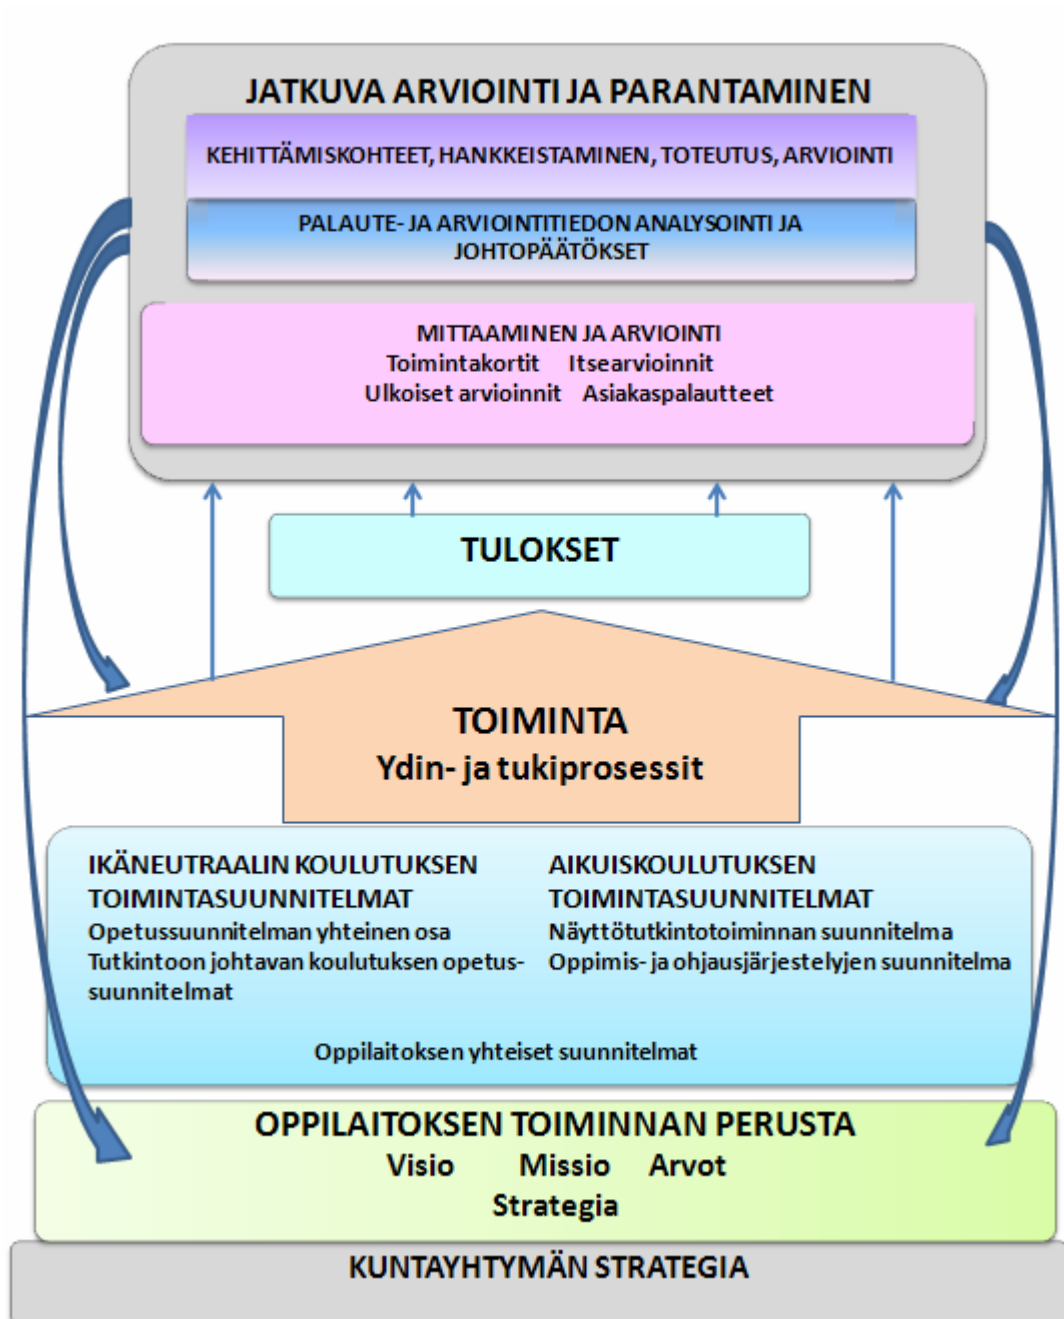 JATKUVA ARVIOINTI JA PARANTAMINEN
KEHITTÄMISKOHTEET, HANKKEISTAMINEN, TOTEUTUS, ARVIOINTI
PALAUTE- JA ARVIOINTITIEDON ANALYSOINTI JA
JOHTOPÄÄTÖKSET
MITTAAMINEN JA ARVIOINTI
Toimintakortit Itsearvioinnit
Ulkoiset arvioinnit Asiakaspalautteet
TULOKSET
TOIMINTA
Ydin- ja tukiprosessit
IKÄNEUTRAALIN KOULUTUKSEN
TOIMINTASUUNNITELMAT
Opetussuunnitelman yhteinen osa
Tutkintoon johtavan koulutuksen opetus-
suunnitelmat
AIKUISKOULUTUKSEN
TOIMINTASUUNNITELMAT
Näyttötutkintotoiminnan suunnitelma
Oppimis- ja ohjausjärjestelyjen suunnitelma
Oppilaitoksen yhteiset suunnitelmat
OPPILAITOKSEN TOIMINNAN PERUSTA
Visio Missio Arvot
Strategia
KUNTAYHTYMÄN STRATEGIA